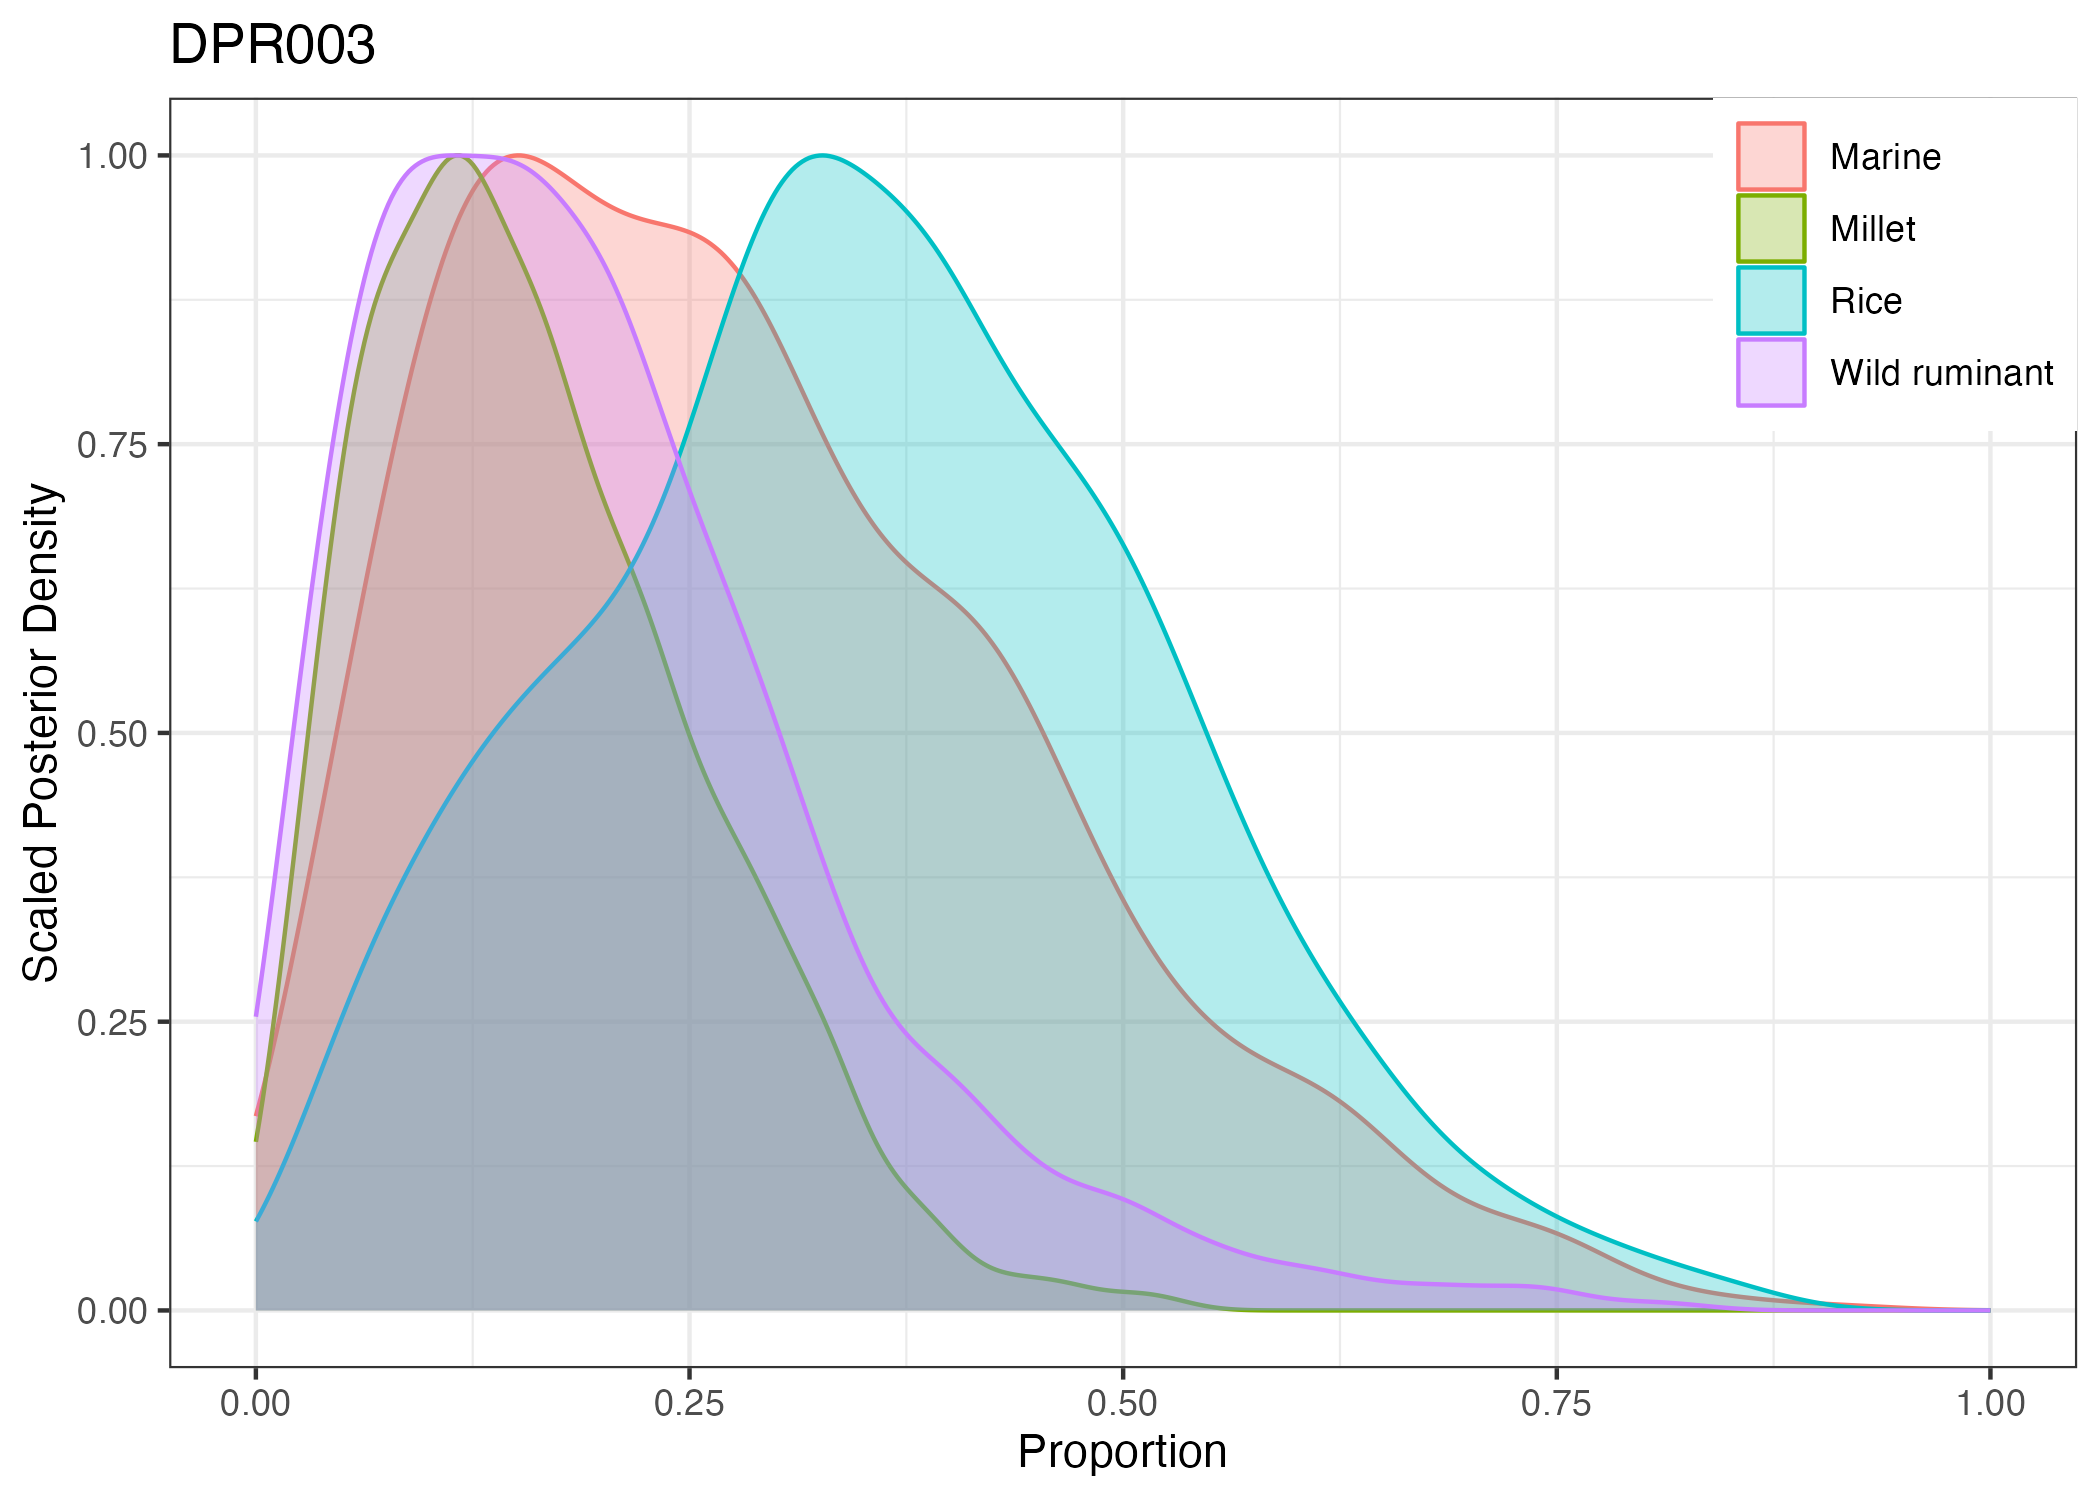 DPR003
Marine
Millet
Rice
Wild ruminant
Scaled Posterior Density
1.00
0.75
0.50
0.25
0.00
0.00 0.25 0.50 0.75 1.00
Proportion